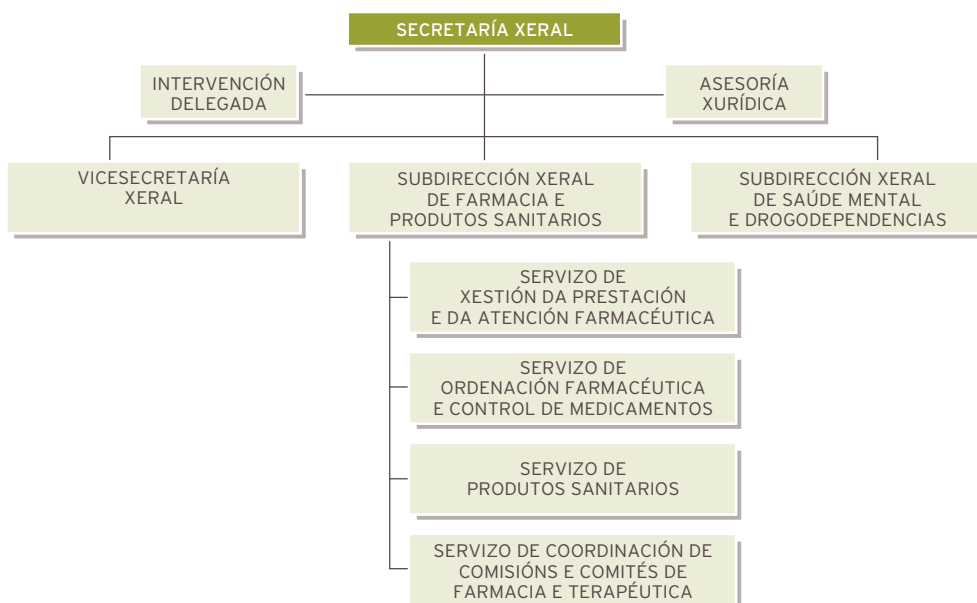 SECRETARÍA XERAL
INTERVENCIÓN
DELEGADA
ASESORÍA
XURÍDICA
VICESECRETARÍA
XERAL
SUBDIRECCIÓN XERAL
DE FARMACIA E
PRODUTOS SANITARIOS
SUBDIRECCIÓN XERAL
DE SAÚDE MENTAL
E DROGODEPENDENCIAS
SERVIZO DE
XESTIÓN DA PRESTACIÓN
E DA ATENCIÓN FARMACÉUTICA
SERVIZO DE
ORDENACIÓN FARMACÉUTICA
E CONTROL DE MEDICAMENTOS
SERVIZO DE
PRODUTOS SANITARIOS
SERVIZO DE COORDINACIÓN DE
COMISIÓNS E COMITÉS DE
FARMACIA E TERAPÉUTICA